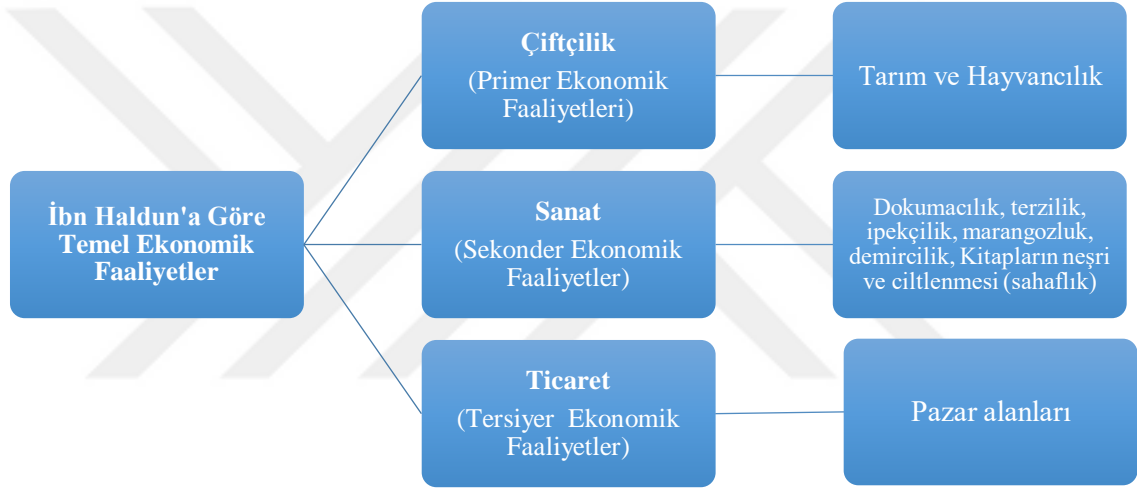 İbn Haldun'a Göre
Temel Ekonomik
Faaliyetler
Çiftçilik
(Primer Ekonomik
Faaliyetleri)
Tarım ve Hayvancılık
Sanat
(Sekonder Ekonomik
Faaliyetler)
Dokumacılık, terzilik,
ipekçilik, marangozluk,
demircilik, Kitapların neşri
ve ciltlenmesi (sahaflık)
Ticaret
(Tersiyer Ekonomik
Faaliyetler)
Pazar alanları